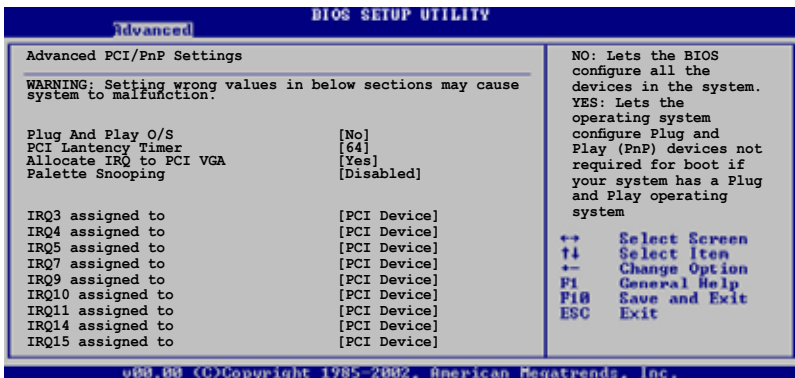 BIOS SETUP UTILITY
Advanced
Advanced PCI/PnP Settings
WARNING: Setting wrong values in below sections may cause
system to malfunction.
Plug And Play O/S [No]
PCI Lantency Timer [64]
Allocate IRQ to PCI VGA [Yes]
Palette Snooping [Disabled]
IRQ3 assigned to [PCI Device]
IRQ4 assigned to [PCI Device]
IRQ5 assigned to [PCI Device]
IRQ7 assigned to [PCI Device]
IRQ9 assigned to [PCI Device]
IRQ10 assigned to [PCI Device]
IRQ11 assigned to [PCI Device]
IRQ14 assigned to [PCI Device]
IRQ15 assigned to [PCI Device]
NO: Lets the BIOS
configure all the
devices in the system.
YES: Lets the
operating system
configure Plug and
Play (PnP) devices not
required for boot if
your system has a Plug
and Play operating
system
←→ Select Screen
↑↓ Select Item
+- Change Option
F1 General Help
F10 Save and Exit
ESC Exit
v00.00 (C)Copyright 1985-2002, American Megatrends, Inc.